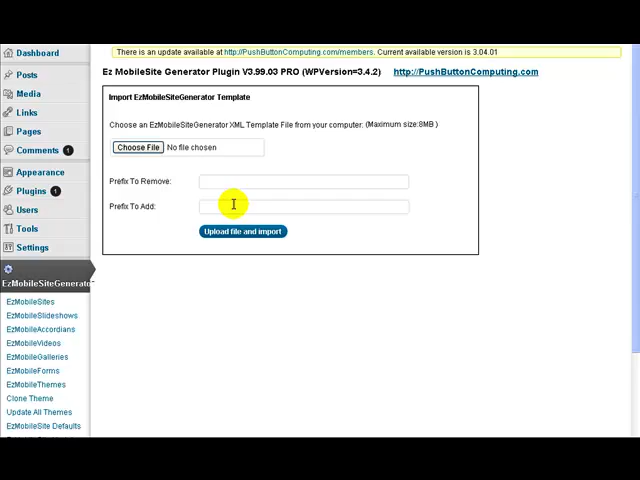 Dashboard
There is an update available at http://PushButtonComputing.com/members. Current available version is 3.04.01
Posts
Ez MobileSite Generator Plugin V3.99.03 PRO (WPVersion=3.4.2) http://PushButtonComputing.com
Media
Import EzMobileSiteGenerator Template
Links
Choose an EzMobileSiteGenerator XML Template File from your computer: (Maximum size:8MB )
Pages
Comments 1
Choose File No file chosen
Appearance
Prefix To Remove:
Plugins 1
Users
Prefix To Add:
Tools
Upload file and import
Settings
EzMobileSiteGenerator
EzMobileSites
EzMobileSlideshows
EzMobileAccordians
EzMobileVideos
EzMobileGalleries
EzMobileForms
EzMobileThemes
Clone Theme
Update All Themes
EzMobileSite Defaults